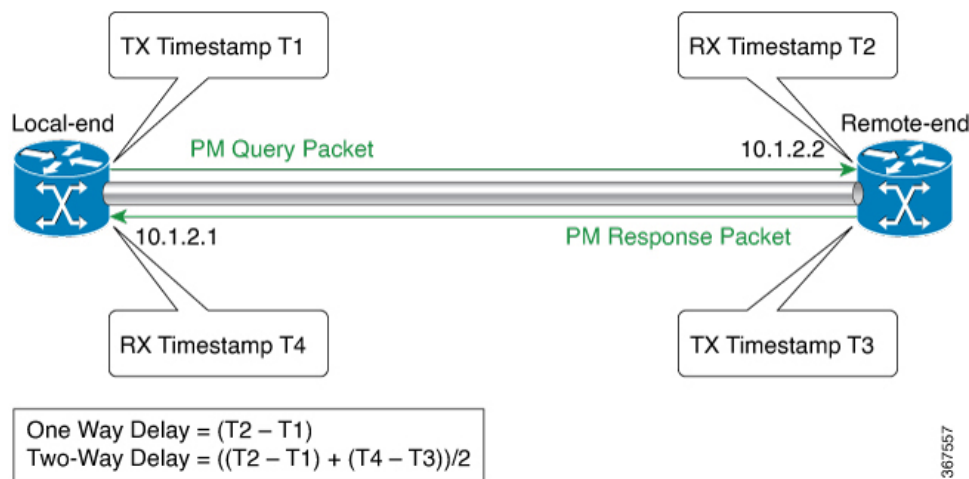 TX Timestamp T1
RX Timestamp T2
Local-end
Remote-end
PM Query Packet
10.1.2.2
10.1.2.1
PM Response Packet
RX Timestamp T4
TX Timestamp T3
One Way Delay = (T2 – T1)
Two-Way Delay = ((T2 – T1) + (T4 – T3))/2
367557